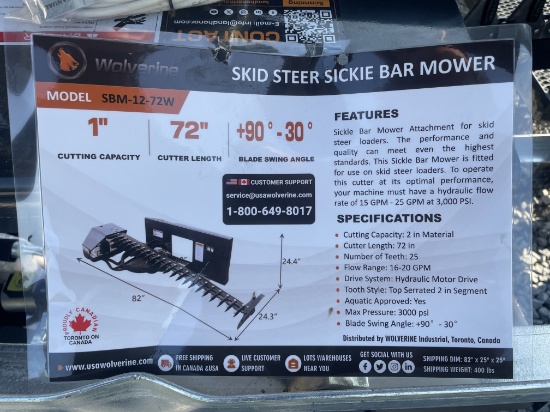 CONTACT
E-mail: info@landhonor.com
Wolverine
SKID STEER SICKIE BAR MOWER
MODEL SBM-12-72W
1" 72" +90° -30°
CUTTING CAPACITY CUTTER LENGTH BLADE SWING ANGLE
CUSTOMER SUPPORT
service@usawolverine.com
1-800-649-8017
FEATURES
Sickle Bar Mower Attachment for skid
steer loaders. The performance and
quality can meet even the highest
standards. This Sickle Bar Mower is fitted
for use on skid steer loaders. To operate
this cutter at its optimal performance,
your machine must have a hydraulic flow
rate of 15 GPM - 25 GPM at 3,000 PSI.
SPECIFICATIONS
• Cutting Capacity: 2 in Material
• Cutter Length: 72 in
• Number of Teeth: 25
• Flow Range: 16-20 GPM
• Drive System: Hydraulic Motor Drive
• Tooth Style: Top Serrated 2 in Segment
• Aquatic Approved: Yes
• Max Pressure: 3000 psi
• Blade Swing Angle: +90° - 30°
Distributed by WOLVERINE Industrial, Toronto, Canada
24.4"
82"
24.3"
PROUDLY CANADIAN
TORONTO ON
CANADA
www.usawolverine.com
FREE SHIPPING
IN CANADA &USA
LIVE CUSTOMER
SUPPORT
LOTS WAREHOUSES
NEAR YOU
GET SOCIAL WITH US
SHIPPING DIM: 82" x 25" x 25"
SHIPPING WEIGHT: 400 lbs